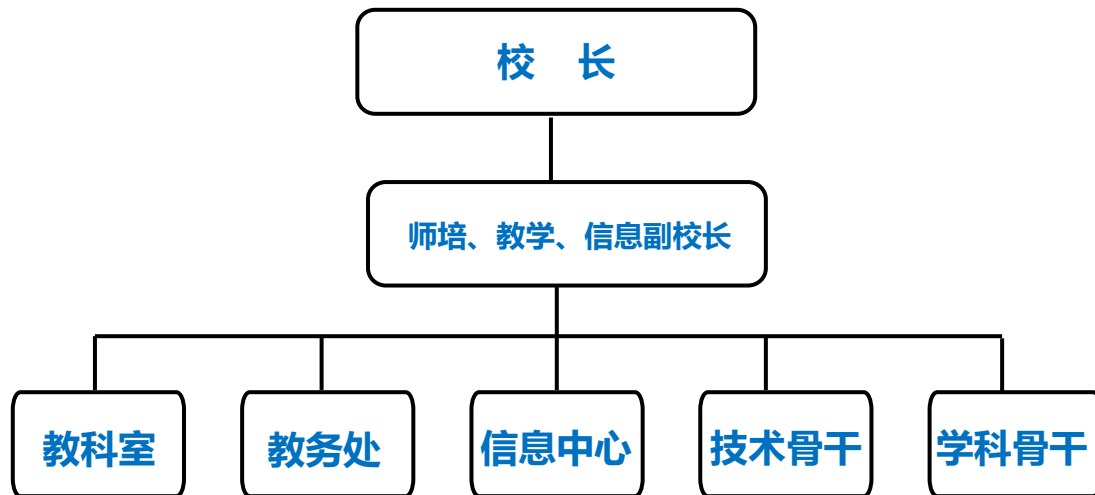 校 长
师培、教学、信息副校长
教科室
教务处
信息中心
技术骨干
学科骨干